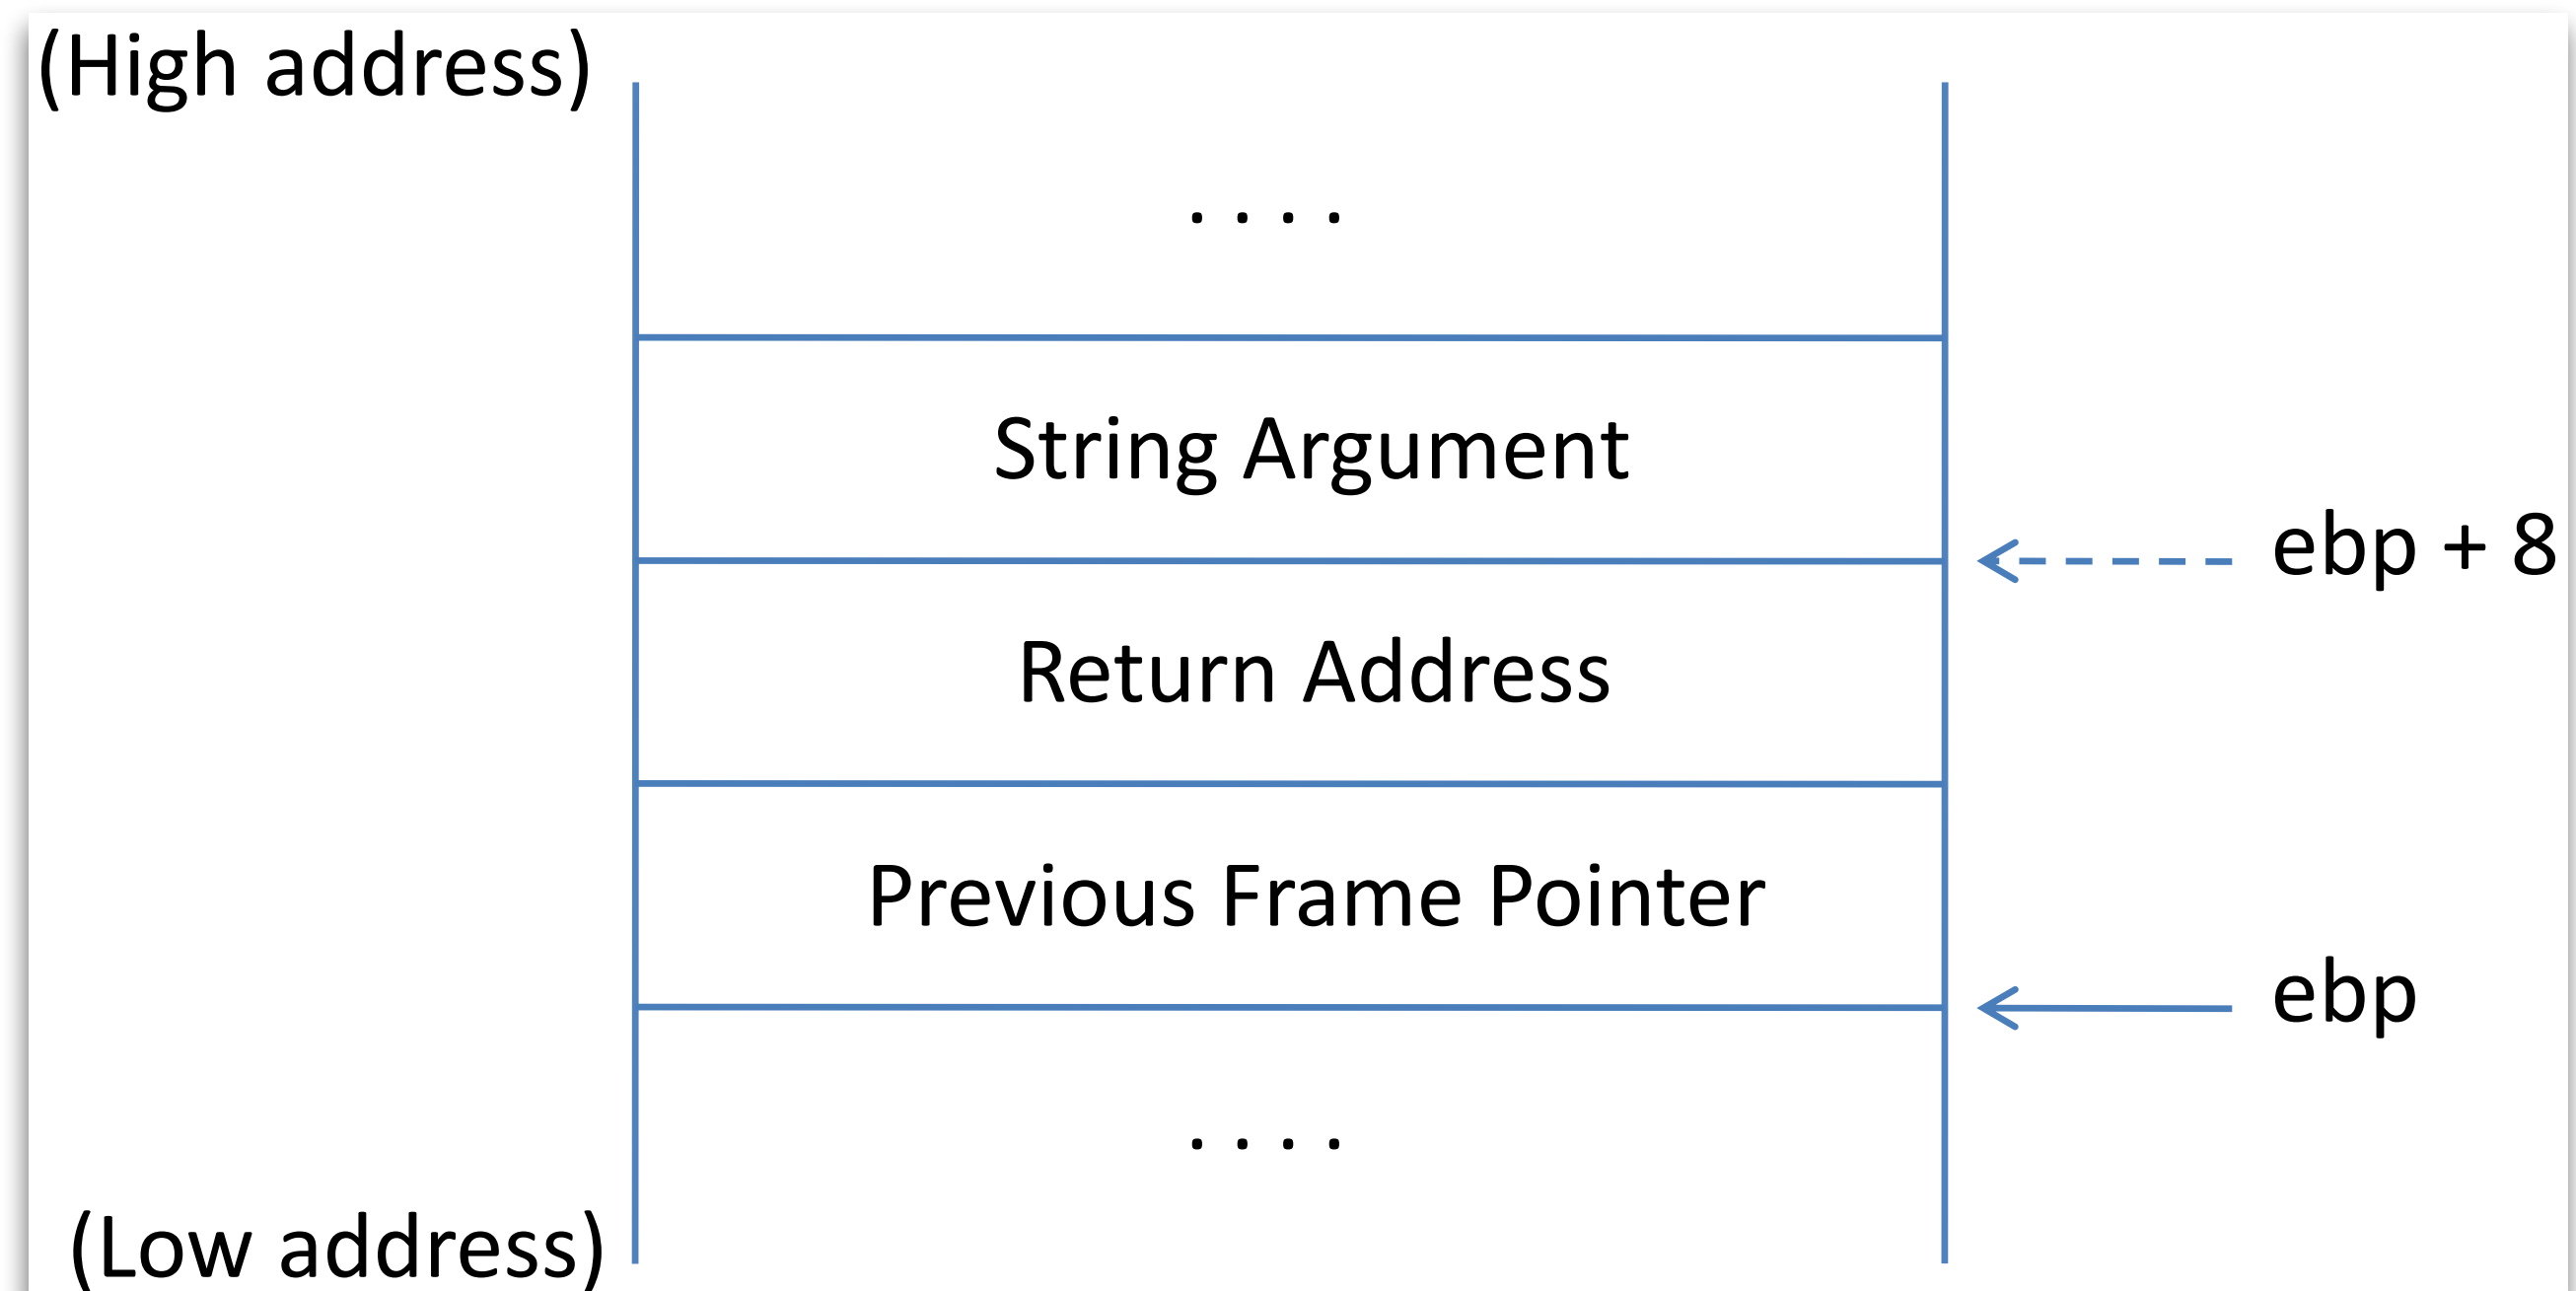 (High address)
. . . .
String Argument
ebp + 8
Return Address
Previous Frame Pointer
ebp
. . . .
(Low address)